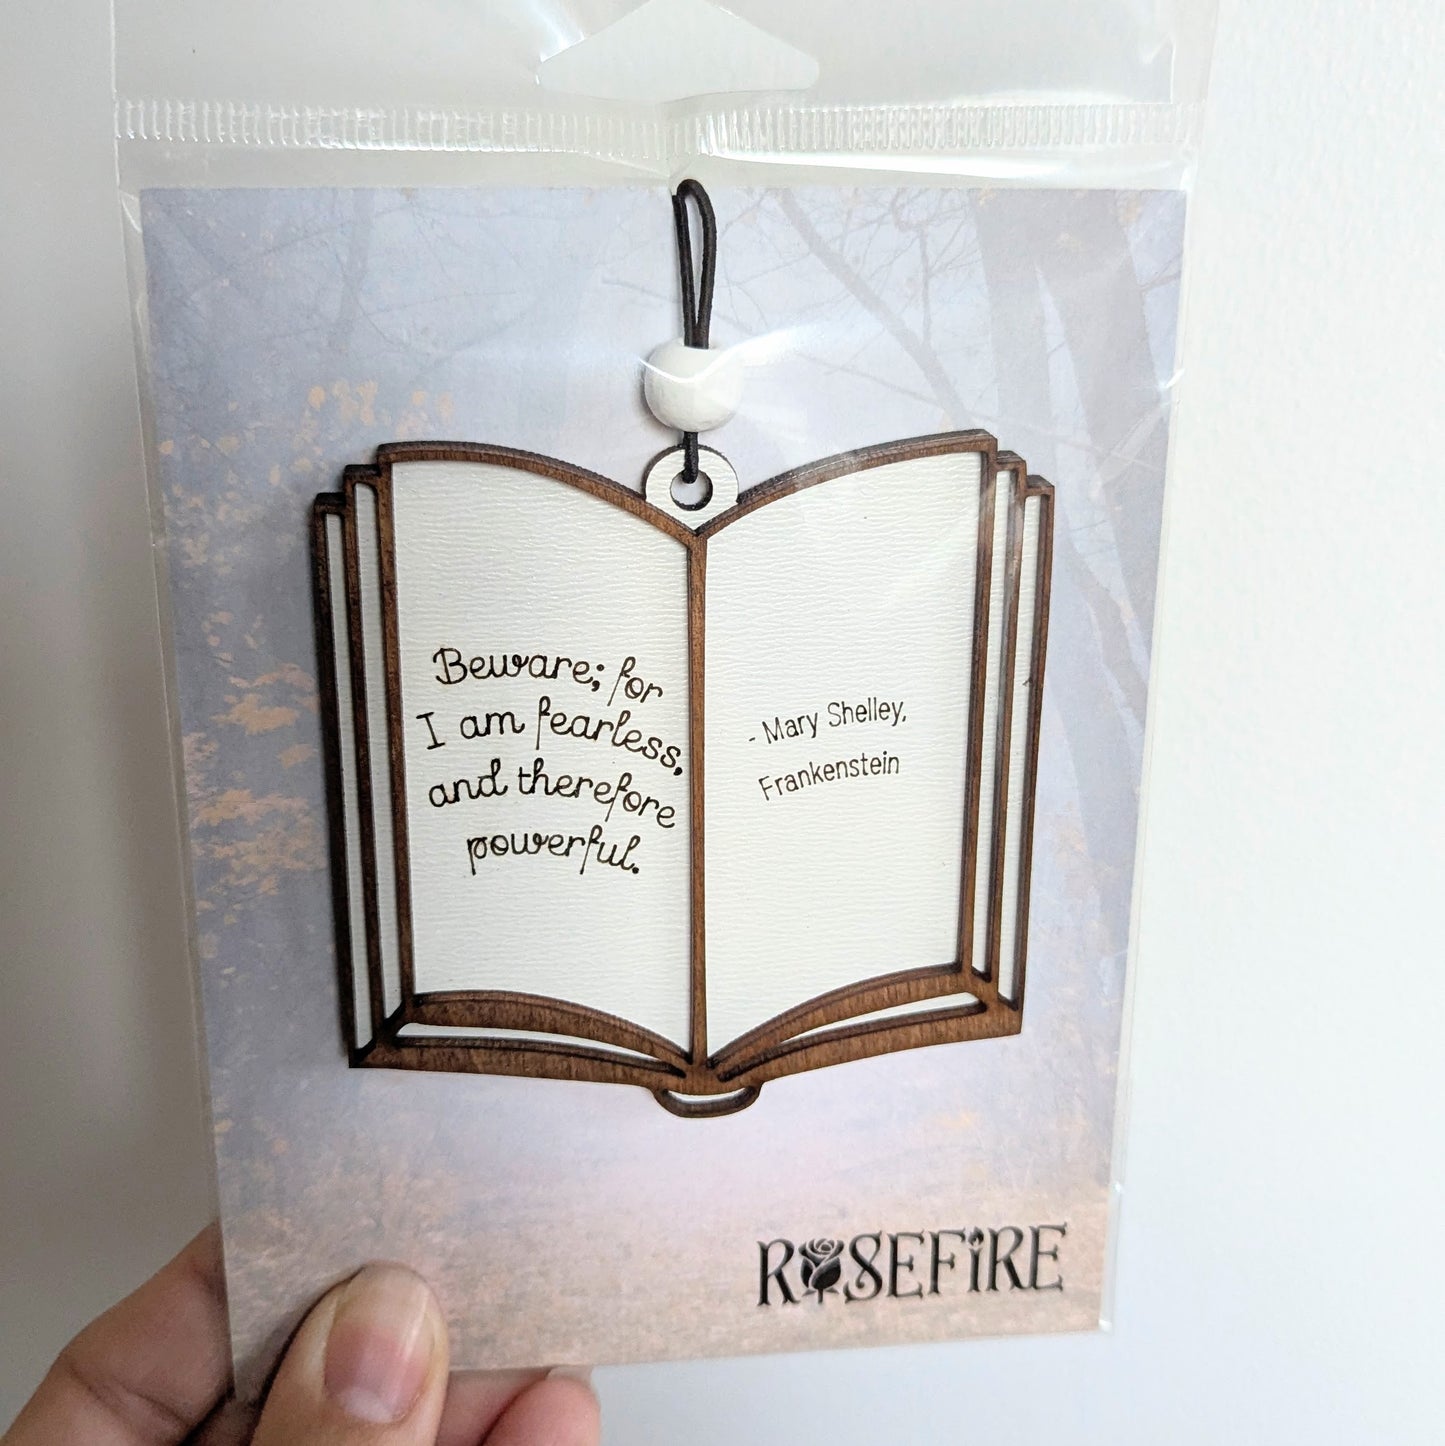 Beware; for
I am fearless,
and therefore
powerful.
- Mary Shelley,
Frankenstein
ROSEFIRE